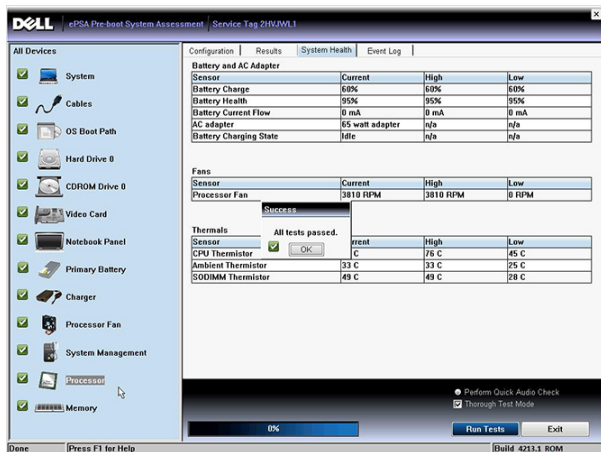 DELL ePSA Pre-boot System Assessment Service Tag 2HVJWL1
All Devices
System
Cables
OS Boot Path
Hard Drive 0
CDROM Drive 0
Video Card
Notebook Panel
Primary Battery
Charger
Processor Fan
System Management
Processor
Memory
Configuration Results System Health Event Log
Battery and AC Adapter
Sensor Current High Low
Battery Charge 60% 60% 60%
Battery Health 95% 95% 95%
Battery Current Flow 0 mA 0 mA 0 mA
AC adapter 65 watt adapter n/a n/a
Battery Charging State Idle n/a n/a
Fans
Sensor Current High Low
Processor Fan 3810 RPM 3810 RPM 0 RPM
Success
All tests passed.
OK
Thermals
Sensor rrent High Low
CPU Thermistor C 76 C 45 C
Ambient Thermistor 33 C 33 C 25 C
SODIMM Thermistor 49 C 49 C 28 C
Perform Quick Audio Check
Thorough Test Mode
0% Run Tests Exit
Done Press F1 for Help Build 4213.1 ROM